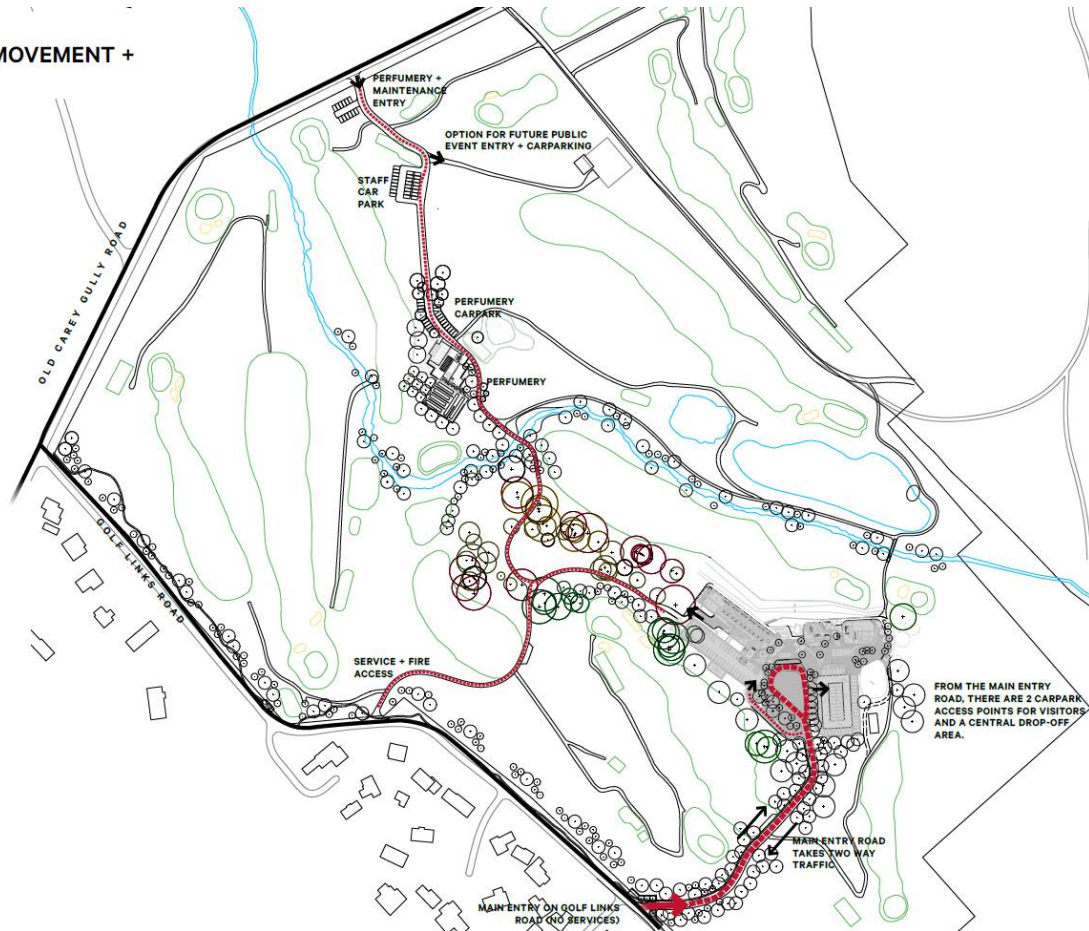 MOVEMENT +
PERFUMERY +
MAINTENANCE
ENTRY
OPTION FOR FUTURE PUBLIC
EVENT ENTRY + CARPARKING
STAFF
CAR
PARK
OLD CAREY GULLY ROAD
PERFUMERY
CARPARK
PERFUMERY
GOLF LINKS ROAD
SERVICE + FIRE
ACCESS
FROM THE MAIN ENTRY
ROAD, THERE ARE 2 CARPARK
ACCESS POINTS FOR VISITORS
AND A CENTRAL DROP-OFF
AREA.
MAIN ENTRY ROAD
TAKES TWO WAY
TRAFFIC
MAIN ENTRY ON GOLF LINKS
ROAD (NO SERVICES)